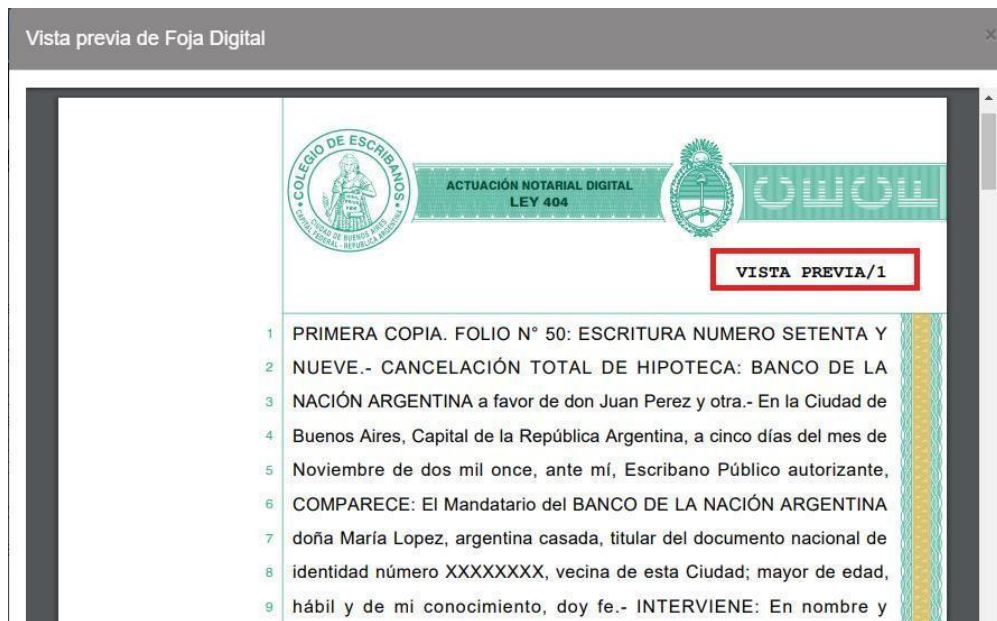 Vista previa de Foja Digital
×
COLEGIO DE ESCRIBANOS
CIUDAD DE BUENOS AIRES
CAPITAL FEDERAL - REPUBLICA ARGENTINA
ACTUACIÓN NOTARIAL DIGITAL
LEY 404
CECF
VISTA PREVIA/1
1 PRIMERA COPIA. FOLIO N° 50: ESCRITURA NUMERO SETENTA Y
2 NUEVE.- CANCELACIÓN TOTAL DE HIPOTECA: BANCO DE LA
3 NACIÓN ARGENTINA a favor de don Juan Perez y otra.- En la Ciudad de
4 Buenos Aires, Capital de la República Argentina, a cinco días del mes de
5 Noviembre de dos mil once, ante mí, Escribano Público autorizante,
6 COMPARECE: El Mandatario del BANCO DE LA NACIÓN ARGENTINA
7 doña María Lopez, argentina casada, titular del documento nacional de
8 identidad número XXXXXXXX, vecina de esta Ciudad; mayor de edad,
9 hábil y de mi conocimiento, doy fe.- INTERVIENE: En nombre y